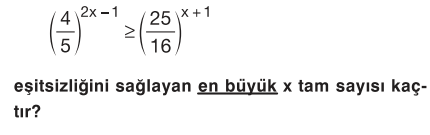 (4/5)^(2x – 1) ≥ (25/16)^(x + 1)
eşitsizliğini sağlayan en büyük x tam sayısı kaç-
tır?